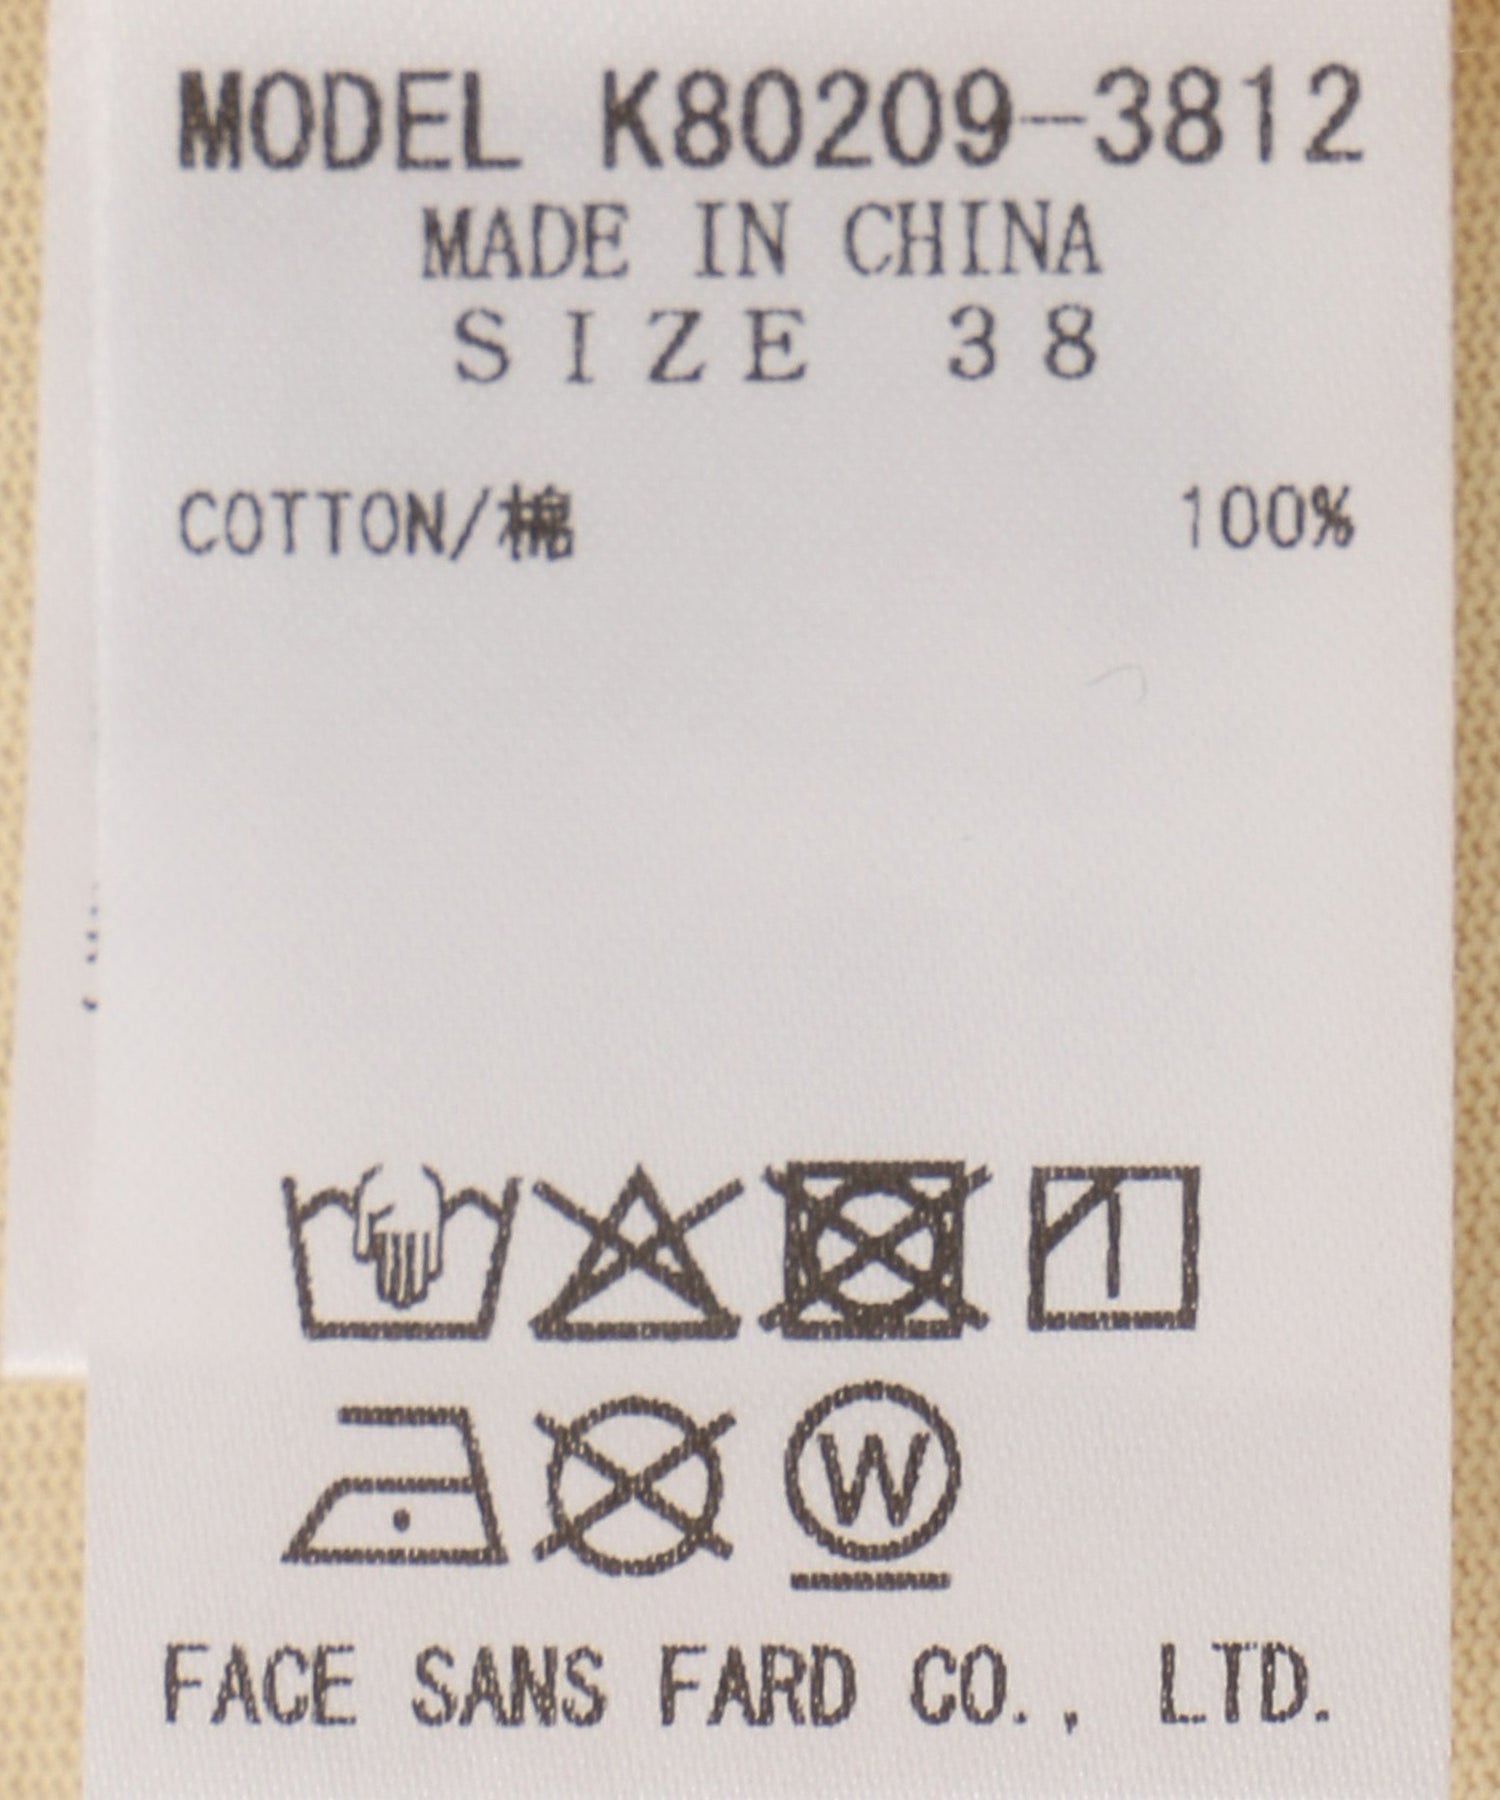 MODEL K80209-3812
MADE IN CHINA
SIZE 38
COTTON/棉 100%
W
FACE SANS FARD CO., LTD.